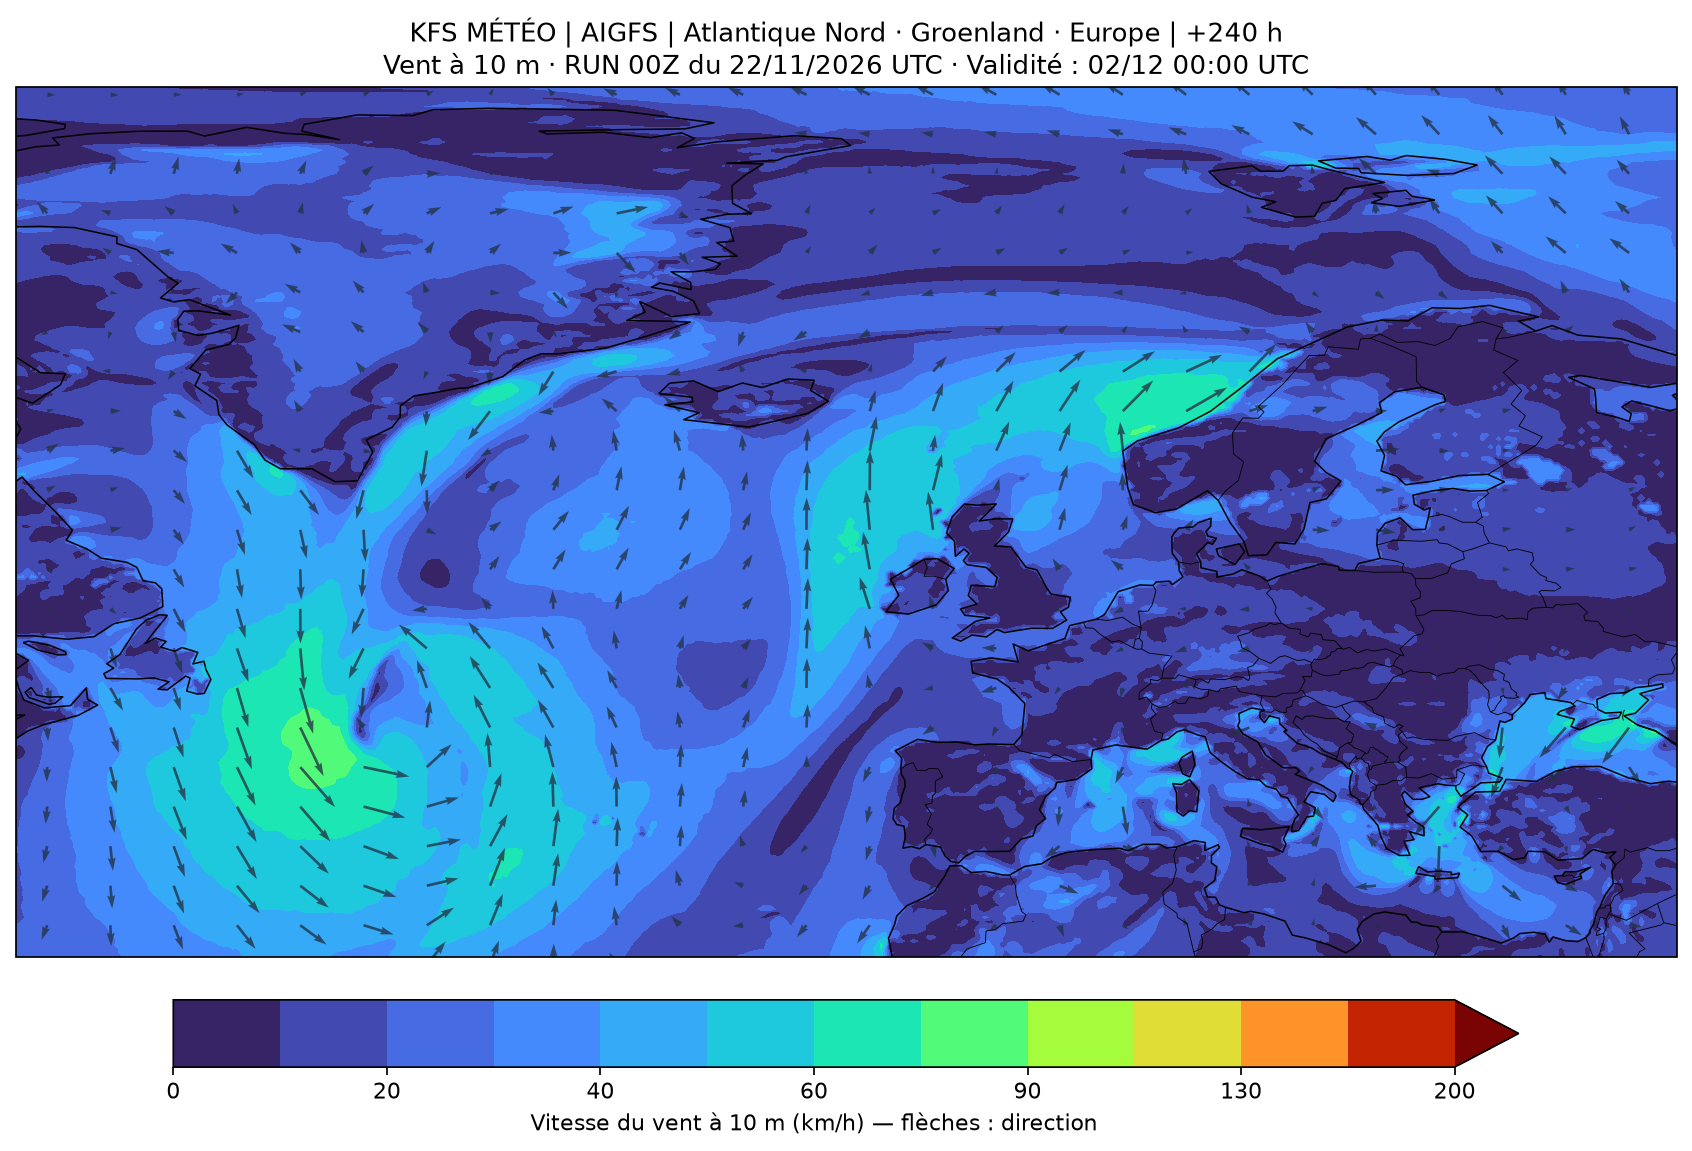 KFS MÉTÉO | AIGFS | Atlantique Nord · Groenland · Europe | +240 h
Vent à 10 m · RUN 00Z du 22/11/2026 UTC · Validité : 02/12 00:00 UTC
0 20 40 60 90 130 200
Vitesse du vent à 10 m (km/h) — flèches : direction